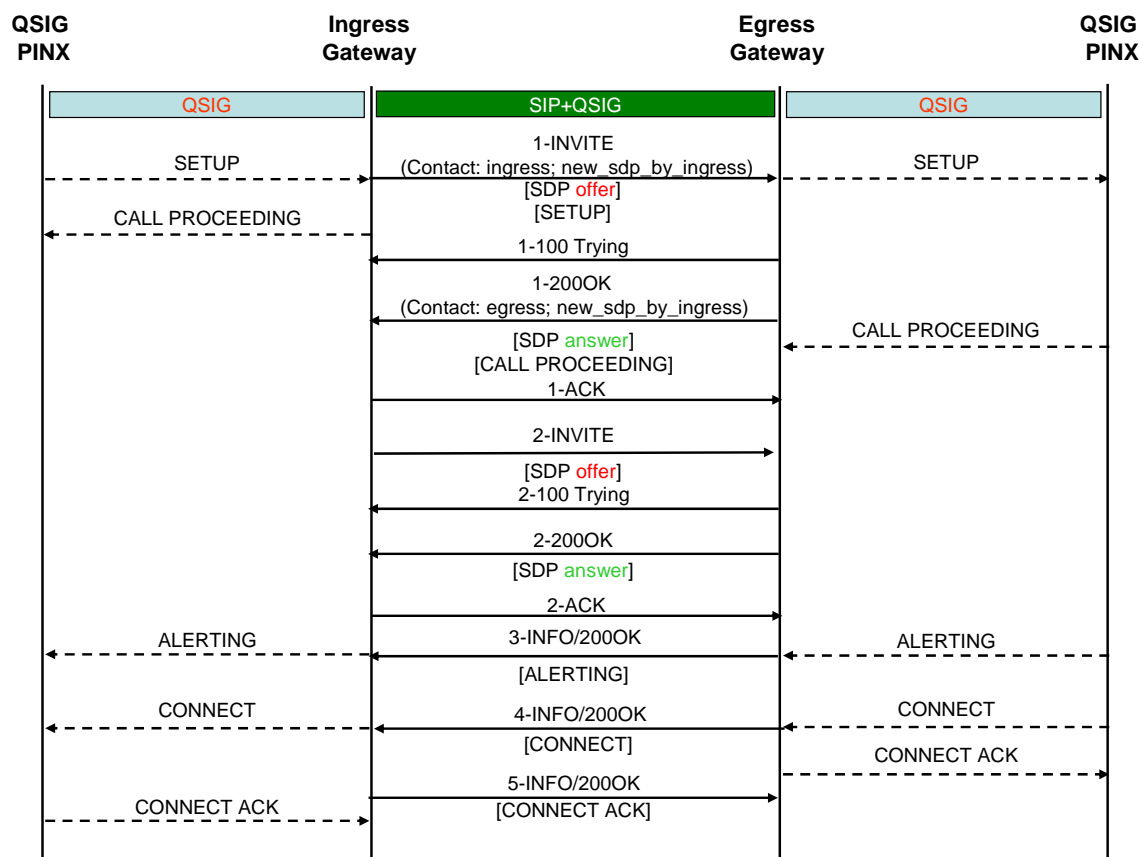 QSIG
PINX
Ingress
Gateway
Egress
Gateway
QSIG
PINX
QSIG
SIP+QSIG
QSIG
1-INVITE
SETUP
(Contact: ingress; new_sdp_by_ingress)
SETUP
[SDP offer]
[SETUP]
CALL PROCEEDING
1-100 Trying
1-200OK
(Contact: egress; new_sdp_by_ingress)
CALL PROCEEDING
[SDP answer]
[CALL PROCEEDING]
1-ACK
2-INVITE
[SDP offer]
2-100 Trying
2-200OK
[SDP answer]
2-ACK
ALERTING
3-INFO/200OK
ALERTING
[ALERTING]
CONNECT
4-INFO/200OK
CONNECT
[CONNECT]
CONNECT ACK
5-INFO/200OK
CONNECT ACK
[CONNECT ACK]